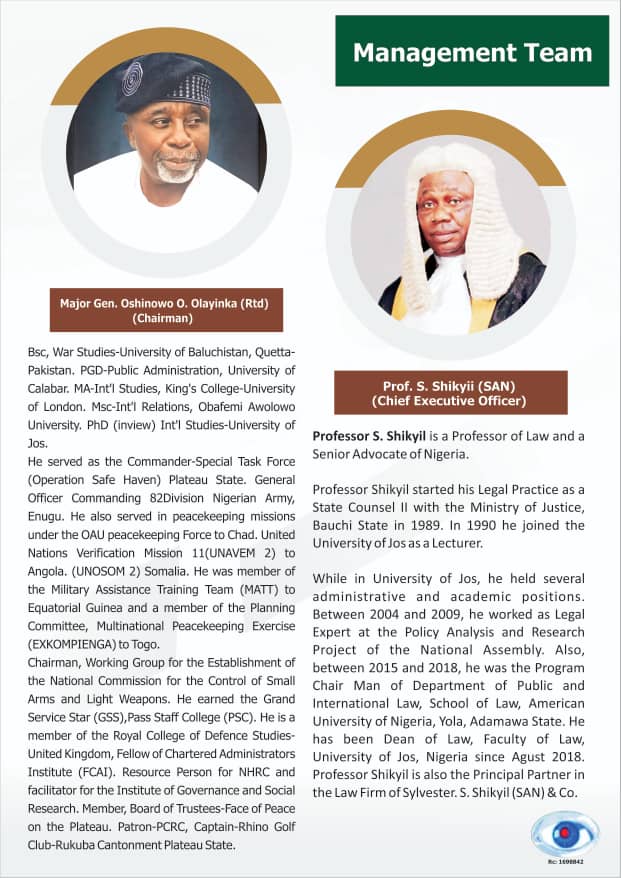 Management Team
Major Gen. Oshinowo O. Olayinka (Rtd)
(Chairman)
Bsc, War Studies-University of Baluchistan, Quetta-
Pakistan. PGD-Public Administration, University of
Calabar. MA-Int'l Studies, King's College-University
of London. Msc-Int'l Relations, Obafemi Awolowo
University. PhD (inview) Int'l Studies-University of
Jos.
He served as the Commander-Special Task Force
(Operation Safe Haven) Plateau State. General
Officer Commanding 82Division Nigerian Army,
Enugu. He also served in peacekeeping missions
under the OAU peacekeeping Force to Chad. United
Nations Verification Mission 11(UNAVEM 2) to
Angola. (UNOSOM 2) Somalia. He was member of
the Military Assistance Training Team (MATT) to
Equatorial Guinea and a member of the Planning
Committee, Multinational Peacekeeping Exercise
(EXKOMPIENGA) to Togo.
Chairman, Working Group for the Establishment of
the National Commission for the Control of Small
Arms and Light Weapons. He earned the Grand
Service Star (GSS),Pass Staff College (PSC). He is a
member of the Royal College of Defence Studies-
United Kingdom, Fellow of Chartered Administrators
Institute (FCAI). Resource Person for NHRC and
facilitator for the Institute of Governance and Social
Research. Member, Board of Trustees-Face of Peace
on the Plateau. Patron-PCRC, Captain-Rhino Golf
Club-Rukuba Cantonment Plateau State.
Prof. S. Shikyii (SAN)
(Chief Executive Officer)
Professor S. Shikyil is a Professor of Law and a
Senior Advocate of Nigeria.
Professor Shikyil started his Legal Practice as a
State Counsel II with the Ministry of Justice,
Bauchi State in 1989. In 1990 he joined the
University of Jos as a Lecturer.
While in University of Jos, he held several
administrative and academic positions.
Between 2004 and 2009, he worked as Legal
Expert at the Policy Analysis and Research
Project of the National Assembly. Also,
between 2015 and 2018, he was the Program
Chair Man of Department of Public and
International Law, School of Law, American
University of Nigeria, Yola, Adamawa State. He
has been Dean of Law, Faculty of Law,
University of Jos, Nigeria since Agust 2018.
Professor Shikyil is also the Principal Partner in
the Law Firm of Sylvester. S. Shikyil (SAN) & Co.
Rc: 1698842